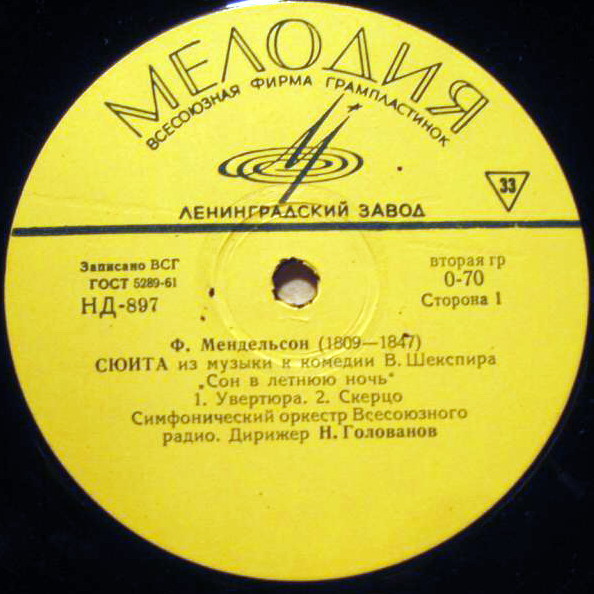 МЕЛОДИЯ
ВСЕСОЮЗНАЯ ФИРМА ГРАМПЛАСТИНОК
33
ЛЕНИНГРАДСКИЙ ЗАВОД
Записано ВСГ
ГОСТ 5289-61
НД-897
вторая гр
0-70
Сторона 1
Ф. Мендельсон (1809—1847)
СЮИТА из музыки к комедии В. Шекспира
„Сон в летнюю ночь“
1. Увертюра. 2. Скерцо
Симфонический оркестр Всесоюзного
радио. Дирижер Н. Голованов